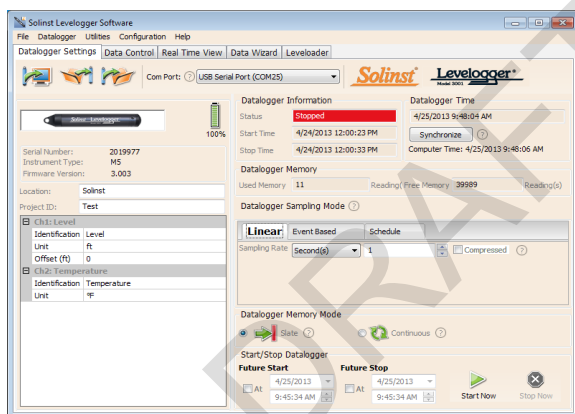 Solinst Levelogger Software
File Datalogger Utilities Configuration Help
Datalogger Settings Data Control Real Time View Data Wizard Leveloader
Com Port: ? USB Serial Port (COM25) Solinst Levelogger Model 3001
Solinst Levelogger
100%
Serial Number: 2019977
Instrument Type: M5
Firmware Version: 3.003
Location: Solinst
Project ID: Test
Ch1: Level
Identification Level
Unit ft
Offset (ft) 0
Ch2: Temperature
Identification Temperature
Unit °F
Datalogger Information
Status Stopped
Start Time 4/24/2013 12:00:23 PM
Stop Time 4/24/2013 12:00:33 PM
Datalogger Time
4/25/2013 9:48:04 AM
Synchronize ?
Computer Time: 4/25/2013 9:48:06 AM
Datalogger Memory
Used Memory 11 Reading( Free Memory 39989 Reading(s)
Datalogger Sampling Mode ?
Linear Event Based Schedule
Sampling Rate Second(s) 1 Compressed ?
Datalogger Memory Mode
Slate ? Continuous ?
Start/Stop Datalogger
Future Start Future Stop
At 4/25/2013 At 4/25/2013
9:45:34 AM 9:45:34 AM
Start Now Stop Now
DRAFT